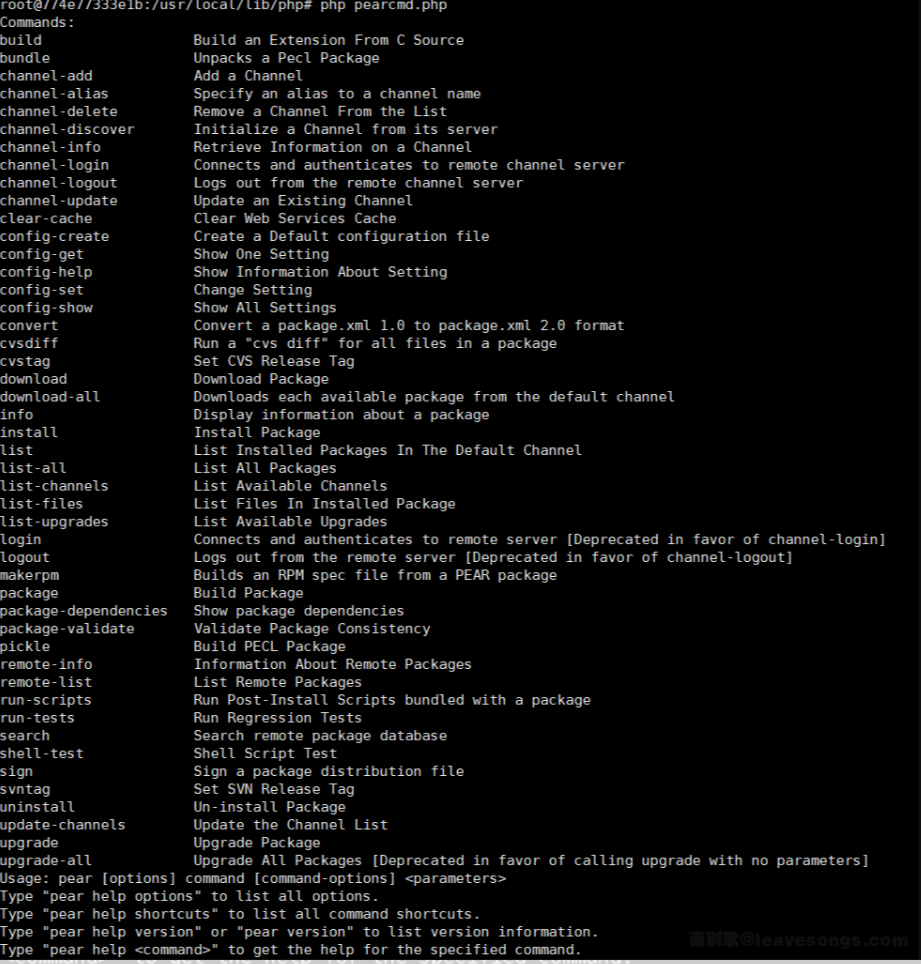 root@774e77333e1b:/usr/local/lib/php# php pearcmd.php
Commands:
build                  Build an Extension From C Source
bundle                 Unpacks a Pecl Package
channel-add            Add a Channel
channel-alias          Specify an alias to a channel name
channel-delete         Remove a Channel From the List
channel-discover       Initialize a Channel from its server
channel-info           Retrieve Information on a Channel
channel-login          Connects and authenticates to remote channel server
channel-logout         Logs out from the remote channel server
channel-update         Update an Existing Channel
clear-cache            Clear Web Services Cache
config-create          Create a Default configuration file
config-get             Show One Setting
config-help            Show Information About Setting
config-set             Change Setting
config-show            Show All Settings
convert                Convert a package.xml 1.0 to package.xml 2.0 format
cvsdiff                Run a "cvs diff" for all files in a package
cvstag                 Set CVS Release Tag
download               Download Package
download-all           Downloads each available package from the default channel
info                   Display information about a package
install                Install Package
list                   List Installed Packages In The Default Channel
list-all               List All Packages
list-channels          List Available Channels
list-files             List Files In Installed Package
list-upgrades          List Available Upgrades
login                  Connects and authenticates to remote server [Deprecated in favor of channel-login]
logout                 Logs out from the remote server [Deprecated in favor of channel-logout]
makerpm                Builds an RPM spec file from a PEAR package
package                Build Package
package-dependencies   Show package dependencies
package-validate       Validate Package Consistency
pickle                 Build PECL Package
remote-info            Information About Remote Packages
remote-list            List Remote Packages
run-scripts            Run Post-Install Scripts bundled with a package
run-tests              Run Regression Tests
search                 Search remote package database
shell-test             Shell Script Test
sign                   Sign a package distribution file
svntag                 Set SVN Release Tag
uninstall              Un-install Package
update-channels        Update the Channel List
upgrade                Upgrade Package
upgrade-all            Upgrade All Packages [Deprecated in favor of calling upgrade with no parameters]
Usage: pear [options] command [command-options] <parameters>
Type "pear help options" to list all options.
Type "pear help shortcuts" to list all command shortcuts.
Type "pear help version" or "pear version" to list version information.
Type "pear help <command>" to get the help for the specified command.
离别歌@leavesongs.com